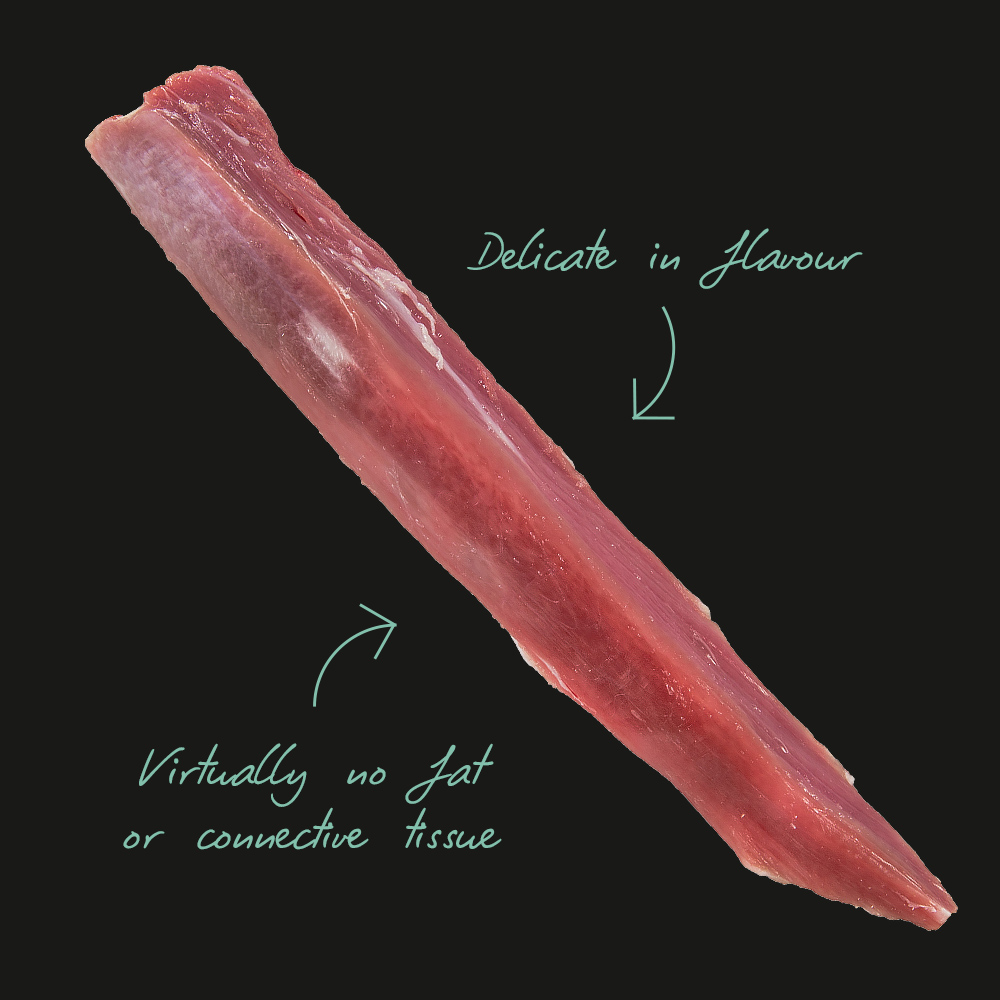 Delicate in flavour
Virtually no fat
or connective tissue